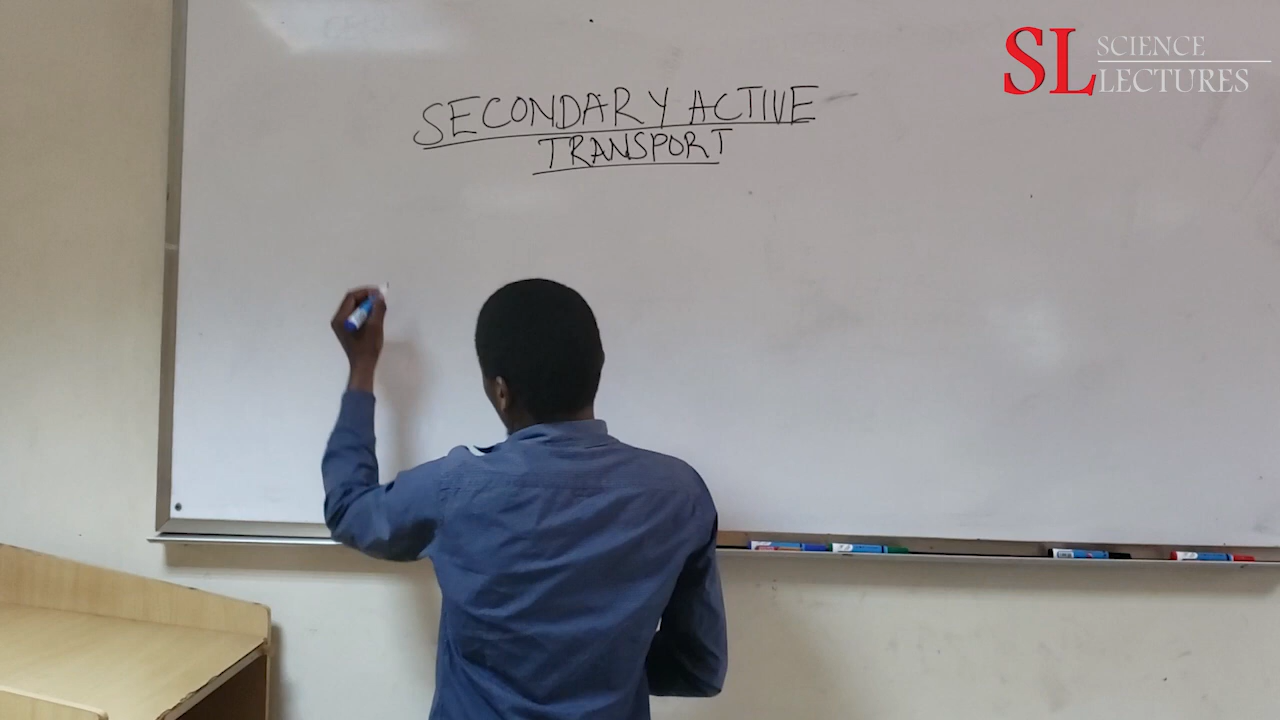 SECONDARY ACTIVE
TRANSPORT
SL SCIENCE
LECTURES